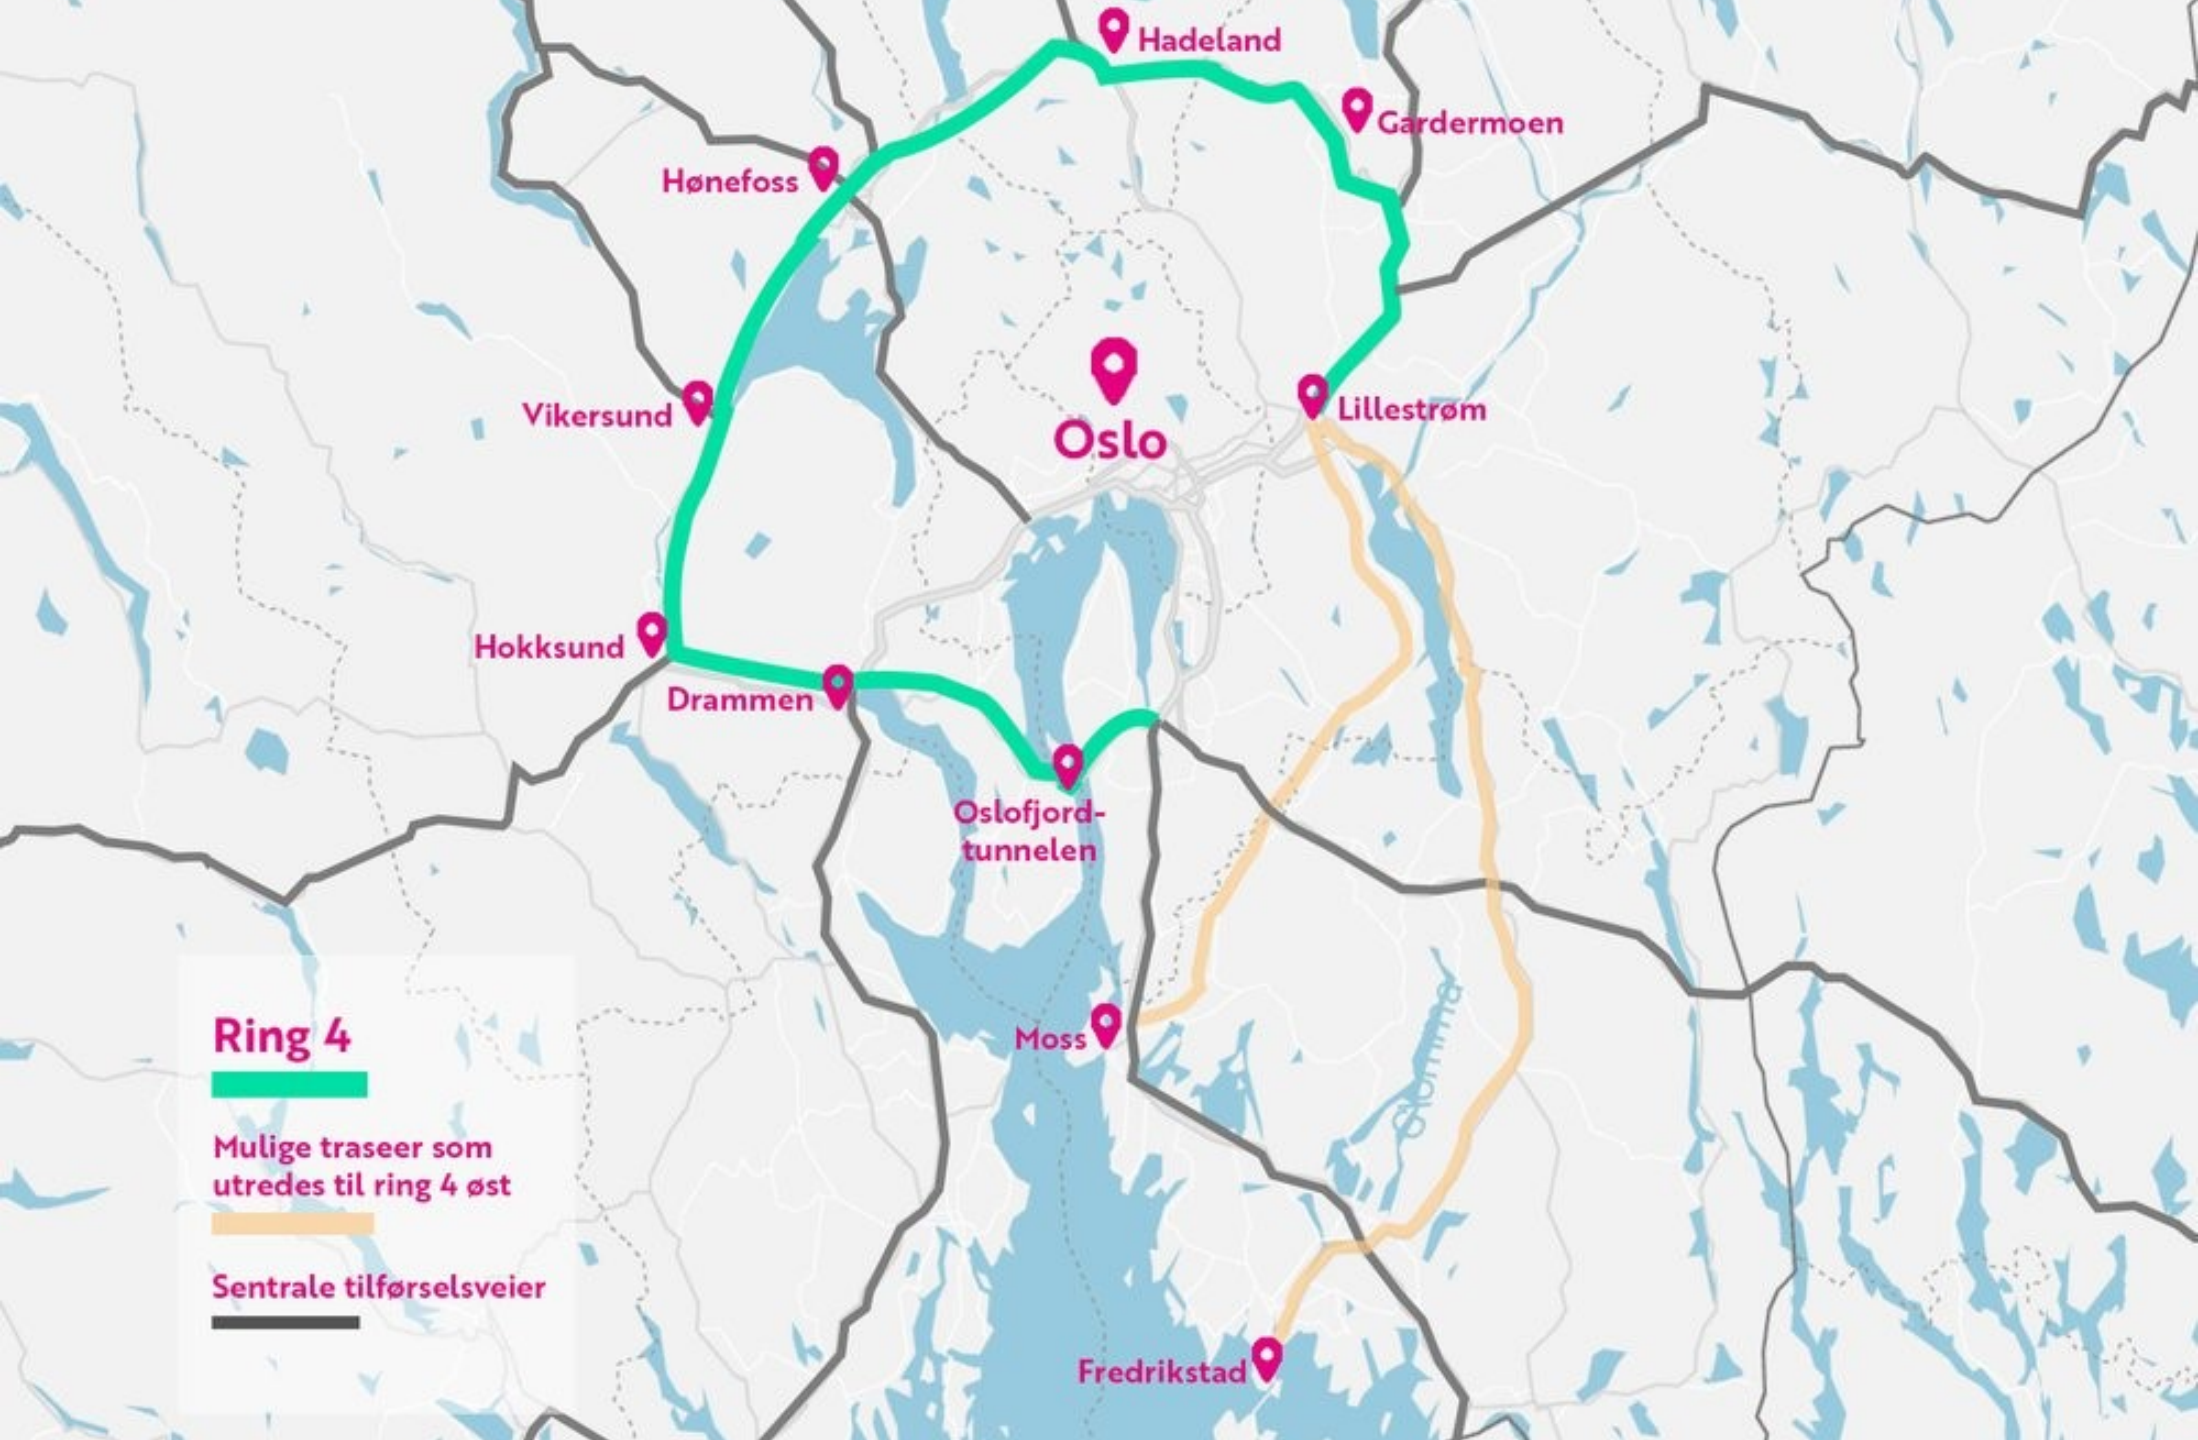 Hadeland
Gardermoen
Hønefoss
Vikersund
Oslo
Lillestrøm
Hokksund
Drammen
Oslofjord-
tunnelen
Moss
Glomma
Fredrikstad
Ring 4
Mulige traseer som
utredes til ring 4 øst
Sentrale tilførselsveier